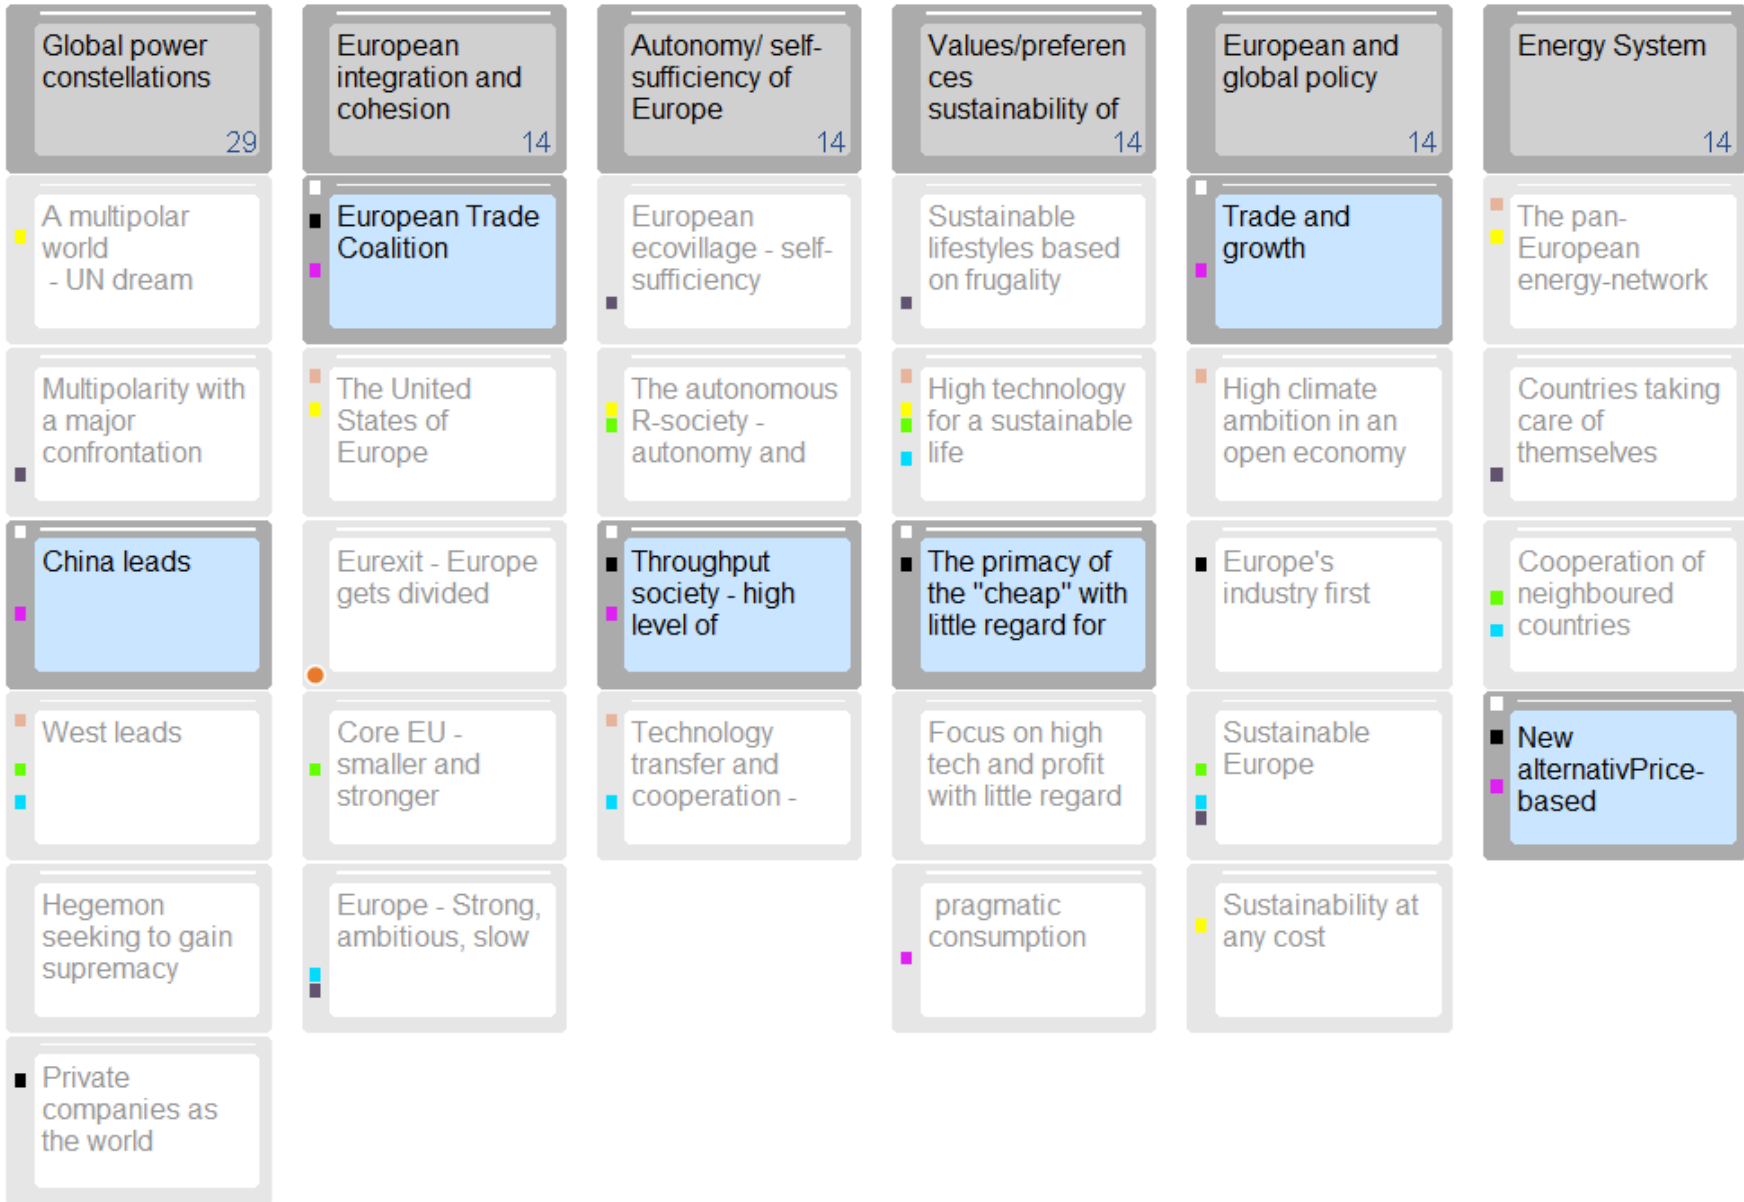 Global power
constellations
29
European
integration and
cohesion
14
Autonomy/ self-
sufficiency of
Europe
14
Values/preferen
ces
sustainability of
14
European and
global policy
14
Energy System
14
A multipolar
world
- UN dream
European Trade
Coalition
European
ecovillage - self-
sufficiency
Sustainable
lifestyles based
on frugality
Trade and
growth
The pan-
European
energy-network
Multipolarity with
a major
confrontation
The United
States of
Europe
The autonomous
R-society -
autonomy and
High technology
for a sustainable
life
High climate
ambition in an
open economy
Countries taking
care of
themselves
China leads
Eurexit - Europe
gets divided
Throughput
society - high
level of
The primacy of
the "cheap" with
little regard for
Europe's
industry first
Cooperation of
neighboured
countries
West leads
Core EU -
smaller and
stronger
Technology
transfer and
cooperation -
Focus on high
tech and profit
with little regard
Sustainable
Europe
New
alternativPrice-
based
Hegemon
seeking to gain
supremacy
Europe - Strong,
ambitious, slow
pragmatic
consumption
Sustainability at
any cost
Private
companies as
the world